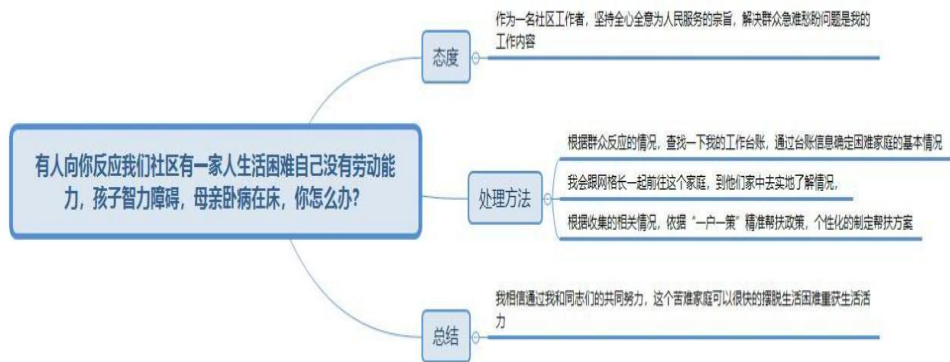 作为一名社区工作者，坚持全心全意为人民服务的宗旨，解决群众急难愁盼问题是我的
工作内容
态度
有人向你反应我们社区有一家人生活困难自己没有劳动能
力，孩子智力障碍，母亲卧病在床，你怎么办？
处理方法
根据群众反应的情况，查找一下我的工作台账，通过台账信息确定困难家庭的基本情况
我会跟网格长一起前往这个家庭，到他们家中去实地了解情况，
根据收集的相关情况，依据“一户一策”精准帮扶政策，个性化的制定帮扶方案
我相信通过我和同志们的共同努力，这个苦难家庭可以很快的摆脱生活困难重获生活活
力
总结